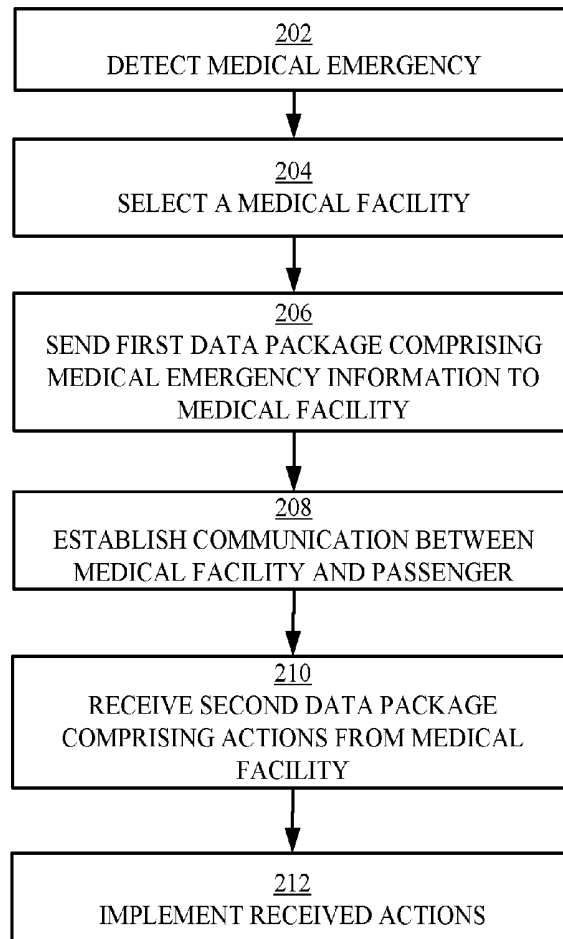 202
DETECT MEDICAL EMERGENCY
204
SELECT A MEDICAL FACILITY
206
SEND FIRST DATA PACKAGE COMPRISING
MEDICAL EMERGENCY INFORMATION TO
MEDICAL FACILITY
208
ESTABLISH COMMUNICATION BETWEEN
MEDICAL FACILITY AND PASSENGER
210
RECEIVE SECOND DATA PACKAGE
COMPRISING ACTIONS FROM MEDICAL
FACILITY
212
IMPLEMENT RECEIVED ACTIONS